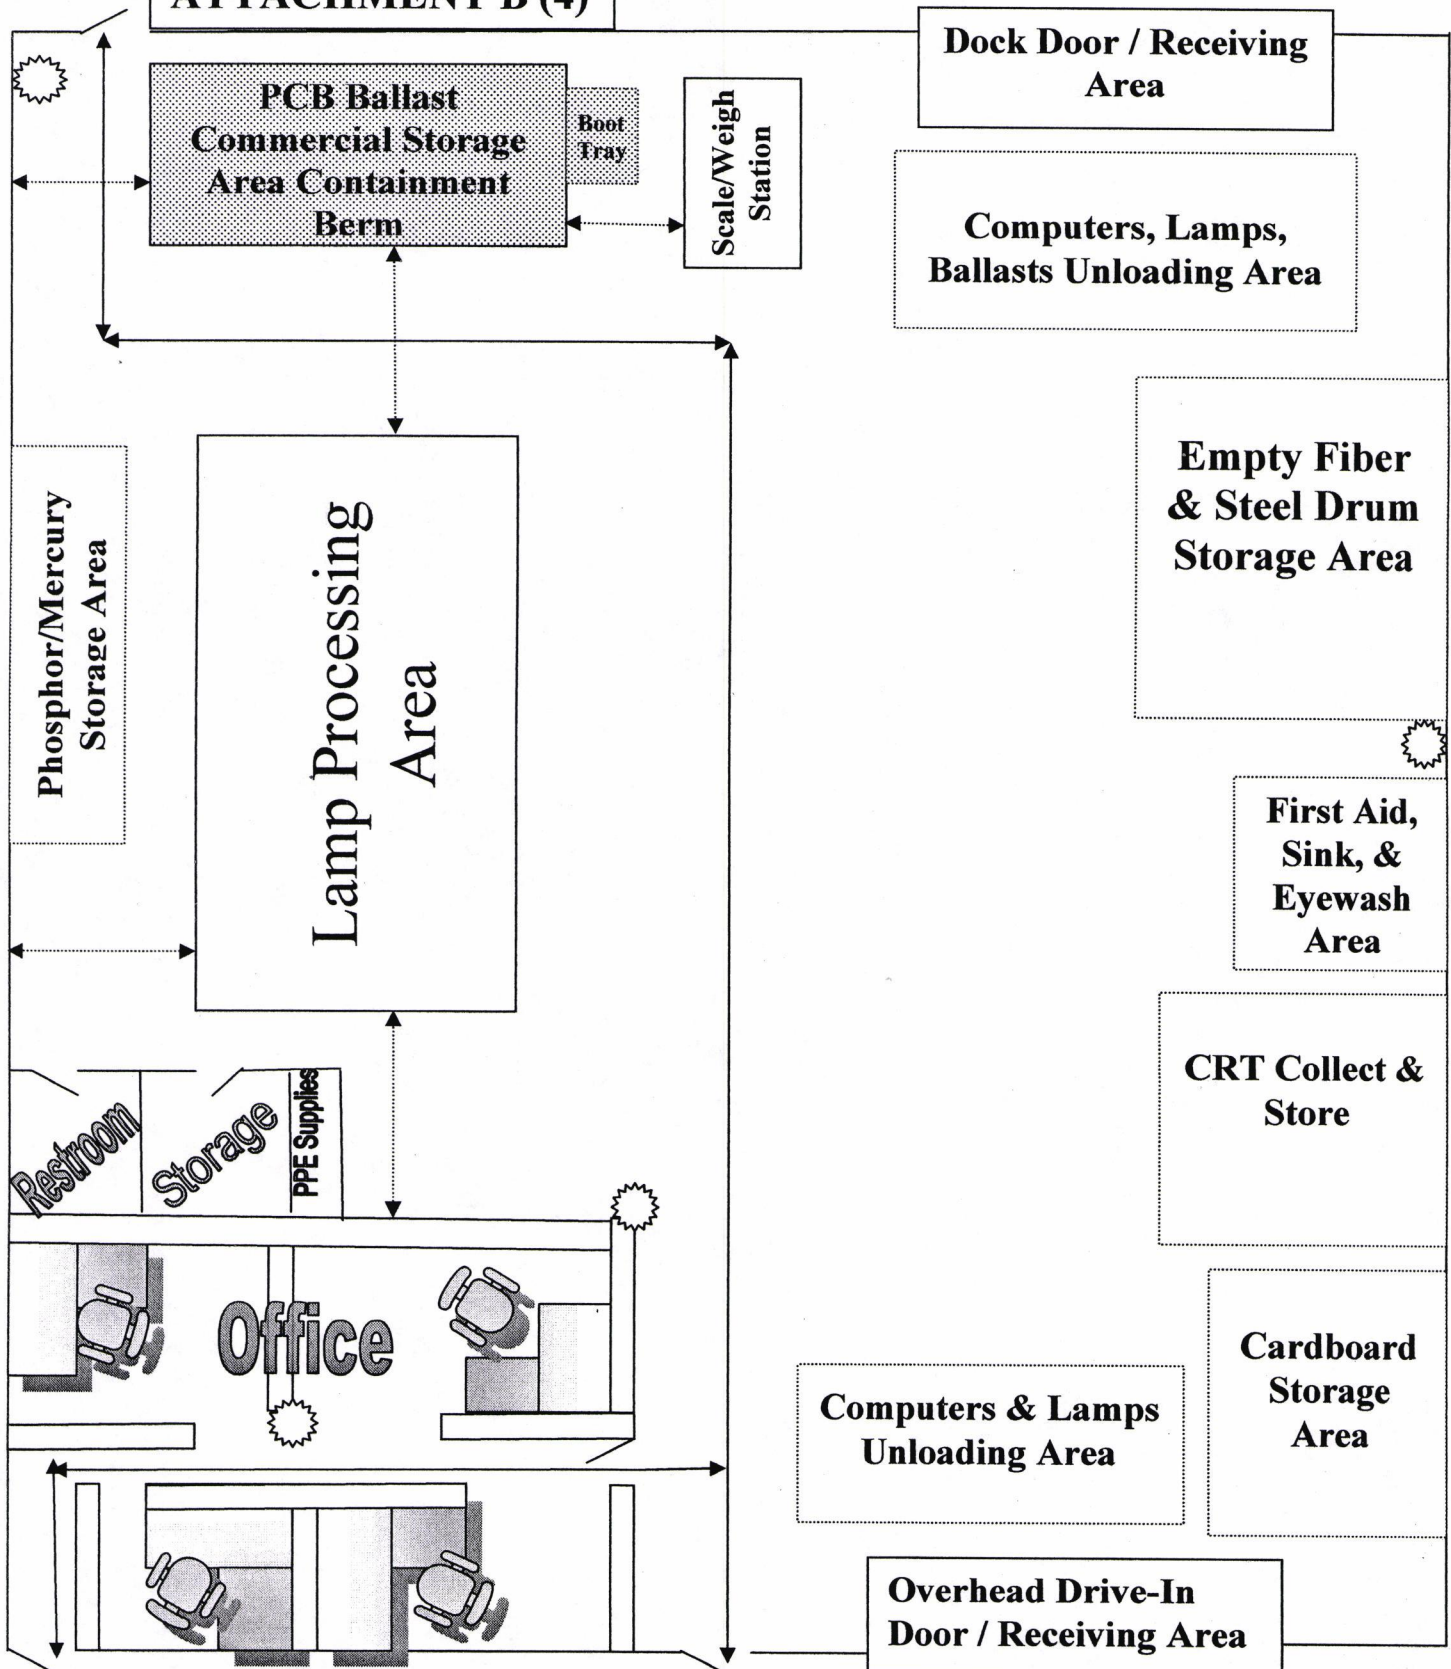 ATTACHMENT B (4)
Dock Door / Receiving
Area
PCB Ballast
Commercial Storage
Area Containment
Berm
Boot
Tray
Scale/Weigh
Station
Computers, Lamps,
Ballasts Unloading Area
Empty Fiber
& Steel Drum
Storage Area
Phosphor/Mercury
Storage Area
Lamp Processing
Area
First Aid,
Sink, &
Eyewash
Area
CRT Collect &
Store
Restroom
Storage
PPE Supplies
Office
Cardboard
Storage
Area
Computers & Lamps
Unloading Area
Overhead Drive-In
Door / Receiving Area